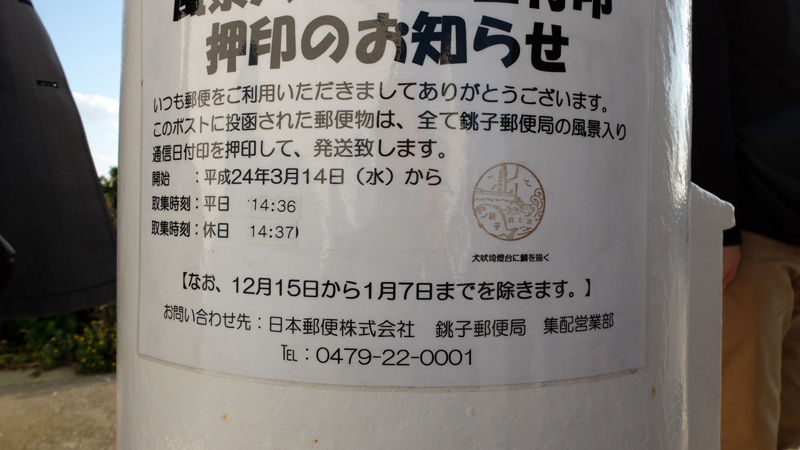 押印のお知らせ
いつも郵便をご利用いただきましてありがとうございます。
このポストに投函された郵便物は、全て銚子郵便局の風景入り
通信日付印を押印して、発送致します。
開始　：平成24年3月14日（水）から
取集時刻：平日　14:36
取集時刻：休日　14:37
銚子
犬吠埼燈台に鯛を描く
【なお、12月15日から1月7日までを除きます。】
お問い合わせ先：日本郵便株式会社　銚子郵便局　集配営業部
℡：0479-22-0001